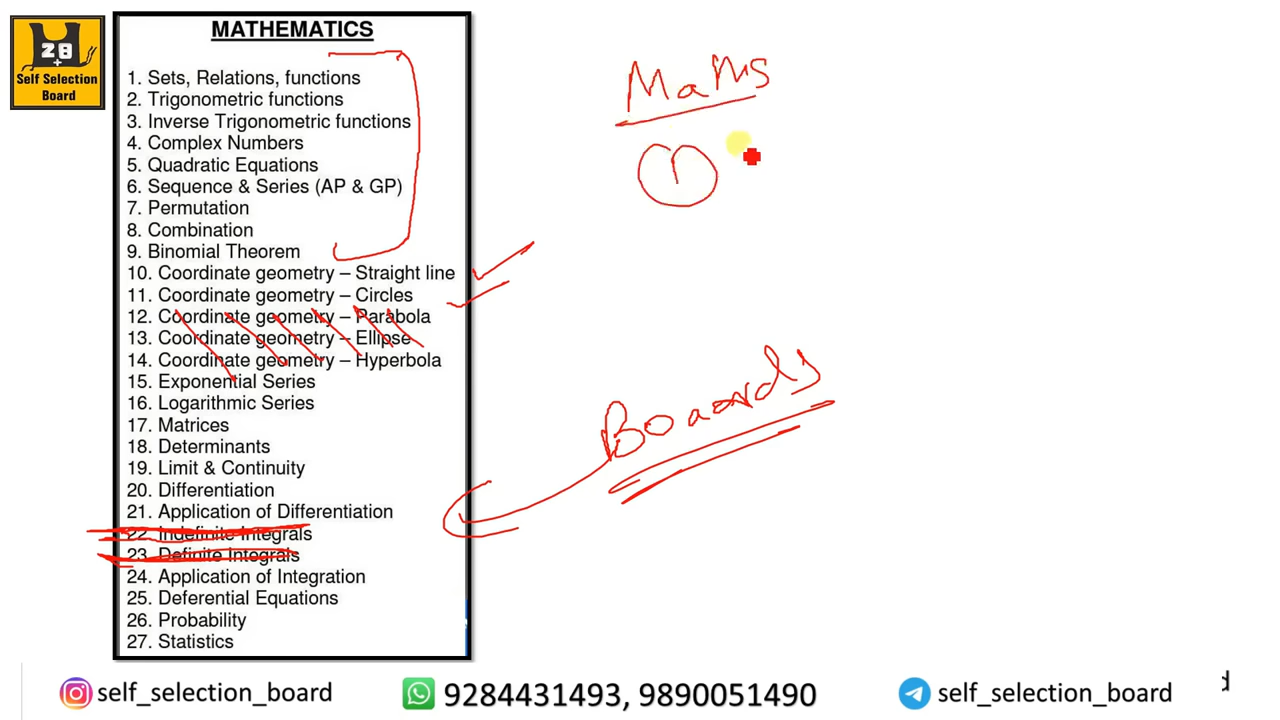 28
+
Self Selection
Board
MATHEMATICS
1. Sets, Relations, functions
2. Trigonometric functions
3. Inverse Trigonometric functions
4. Complex Numbers
5. Quadratic Equations
6. Sequence & Series (AP & GP)
7. Permutation
8. Combination
9. Binomial Theorem
10. Coordinate geometry – Straight line
11. Coordinate geometry – Circles
12. Coordinate geometry – Parabola
13. Coordinate geometry – Ellipse
14. Coordinate geometry – Hyperbola
15. Exponential Series
16. Logarithmic Series
17. Matrices
18. Determinants
19. Limit & Continuity
20. Differentiation
21. Application of Differentiation
22. Indefinite Integrals
23. Definite Integrals
24. Application of Integration
25. Deferential Equations
26. Probability
27. Statistics
Maths
1
Boards
self_selection_board
9284431493, 9890051490
self_selection_board
d